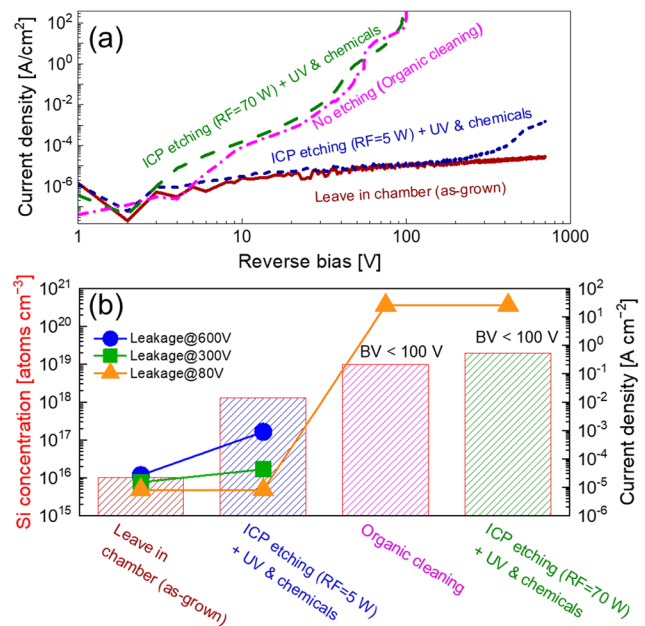 (a)
Current density [A/cm²]
10²
10⁰
10⁻²
10⁻⁴
10⁻⁶
ICP etching (RF=70 W) + UV & chemicals
No etching (Organic cleaning)
ICP etching (RF=5 W) + UV & chemicals
Leave in chamber (as-grown)
1 10 100 1000
Reverse bias [V]
(b)
Si concentration [atoms cm⁻³]
10²¹
10²⁰
10¹⁹
10¹⁸
10¹⁷
10¹⁶
10¹⁵
Leakage@600V
Leakage@300V
Leakage@80V
BV < 100 V
BV < 100 V
10²
10¹
10⁰
10⁻¹
10⁻²
10⁻³
10⁻⁴
10⁻⁵
10⁻⁶
Current density [A cm⁻²]
Leave in
chamber (as-grown)
ICP etching (RF=5 W)
+ UV & chemicals
Organic cleaning
ICP etching (RF=70 W)
+ UV & chemicals